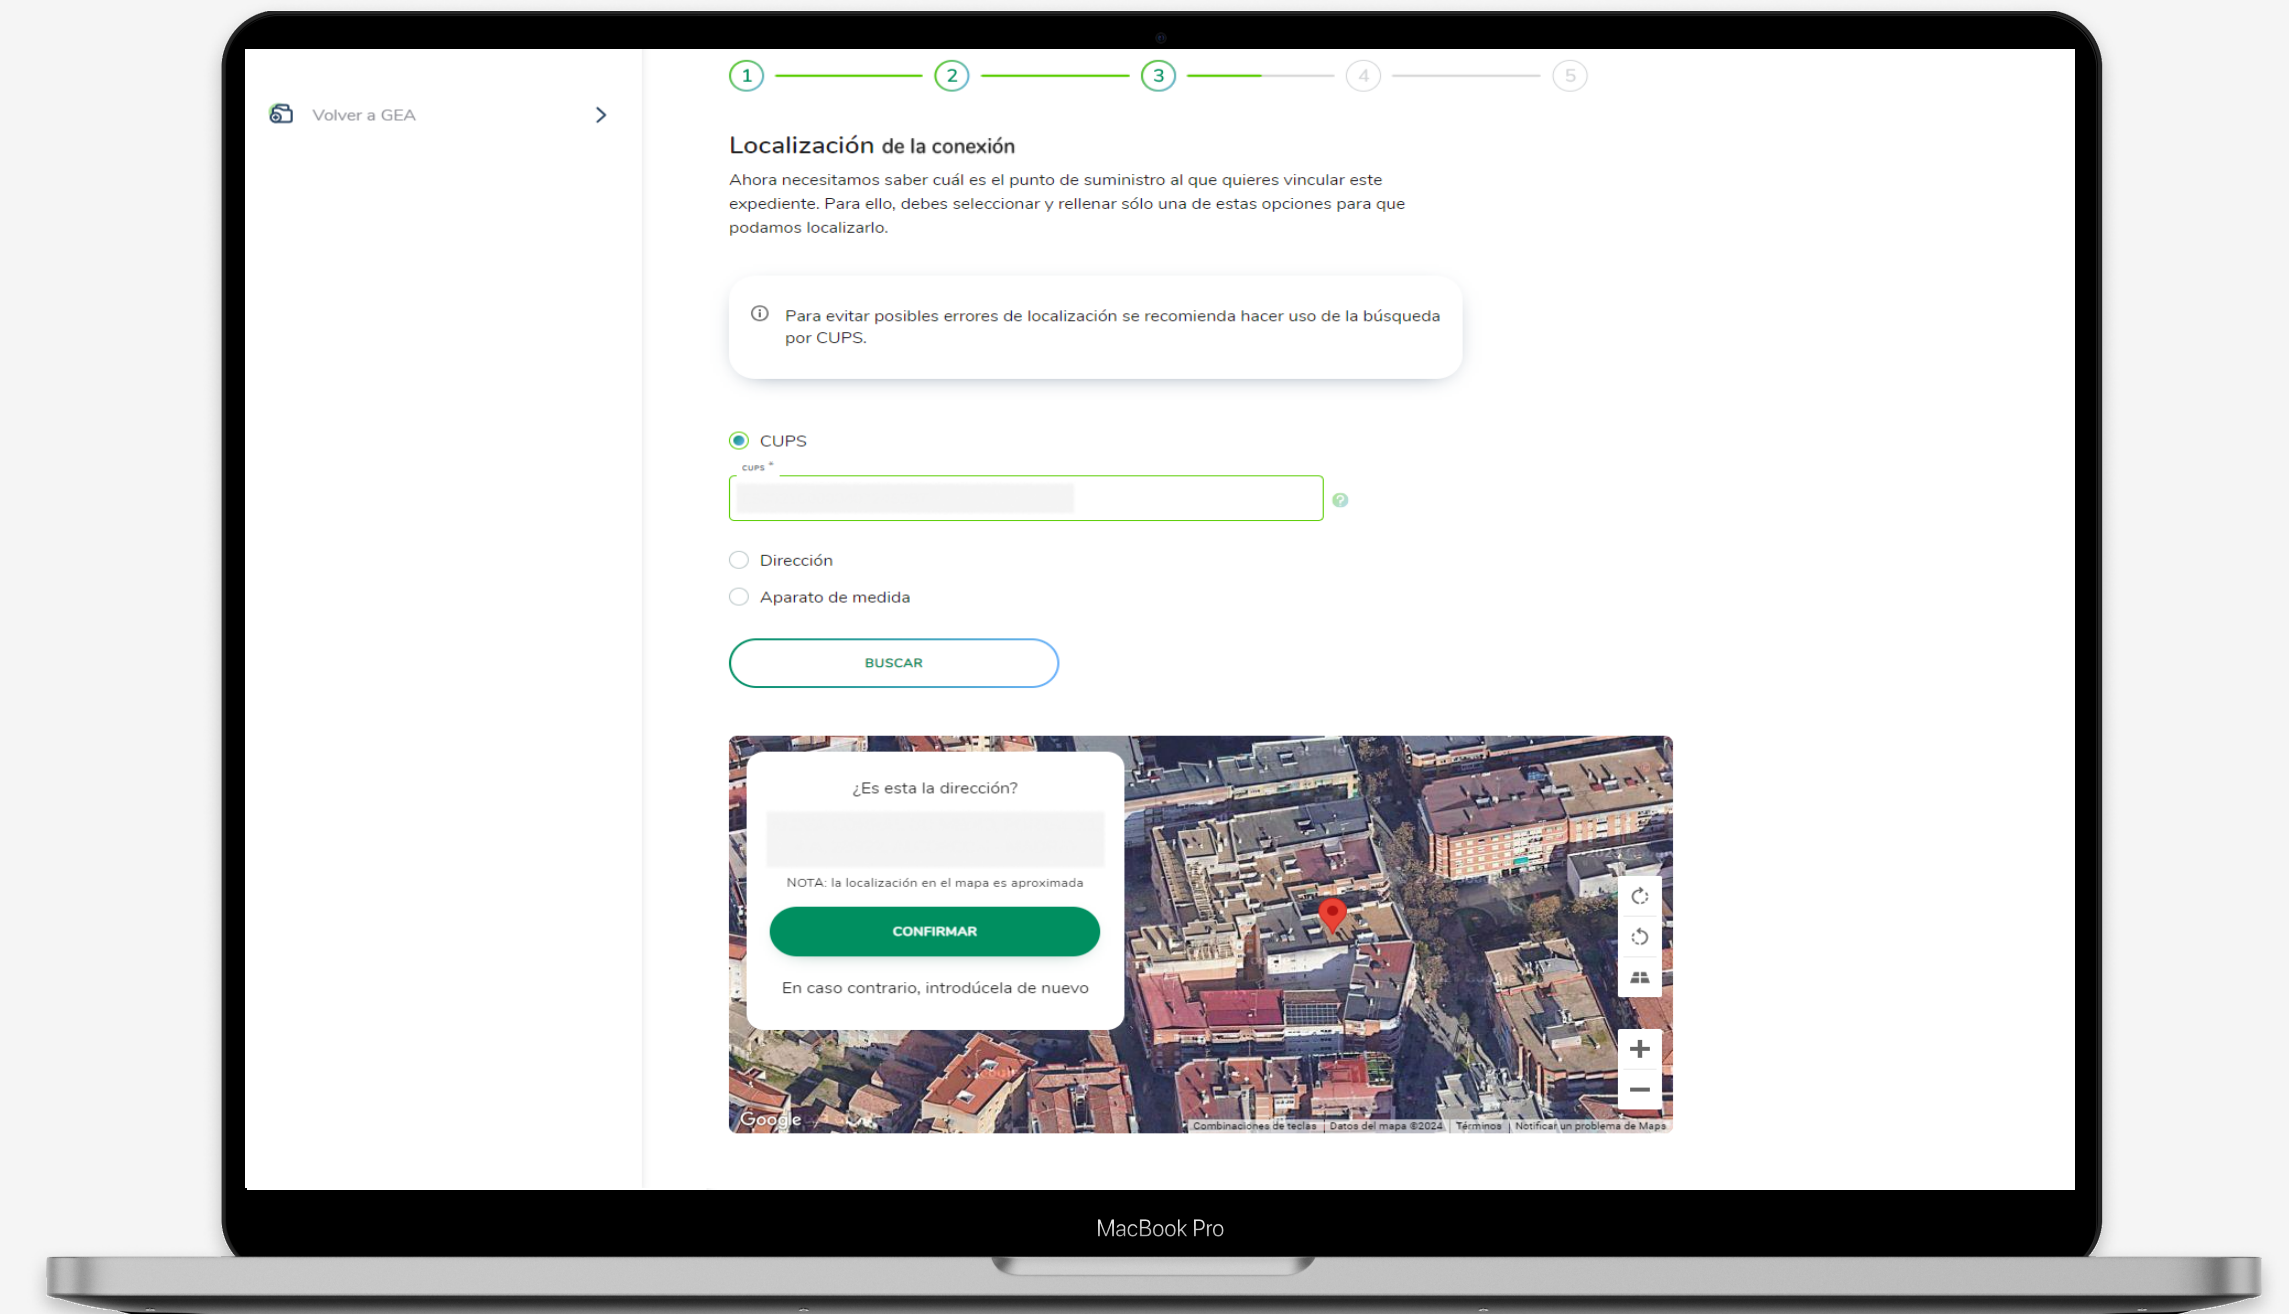 1 2 3 4 5
Volver a GEA
Localización de la conexión
Ahora necesitamos saber cuál es el punto de suministro al que quieres vincular este
expediente. Para ello, debes seleccionar y rellenar sólo una de estas opciones para que
podamos localizarlo.
Para evitar posibles errores de localización se recomienda hacer uso de la búsqueda
por CUPS.
CUPS
CUPS *
?
Dirección
Aparato de medida
BUSCAR
¿Es esta la dirección?
NOTA: la localización en el mapa es aproximada
CONFIRMAR
En caso contrario, introdúcela de nuevo
Google
Combinaciones de teclas Datos del mapa ©2024 Términos Notificar un problema de Maps
MacBook Pro